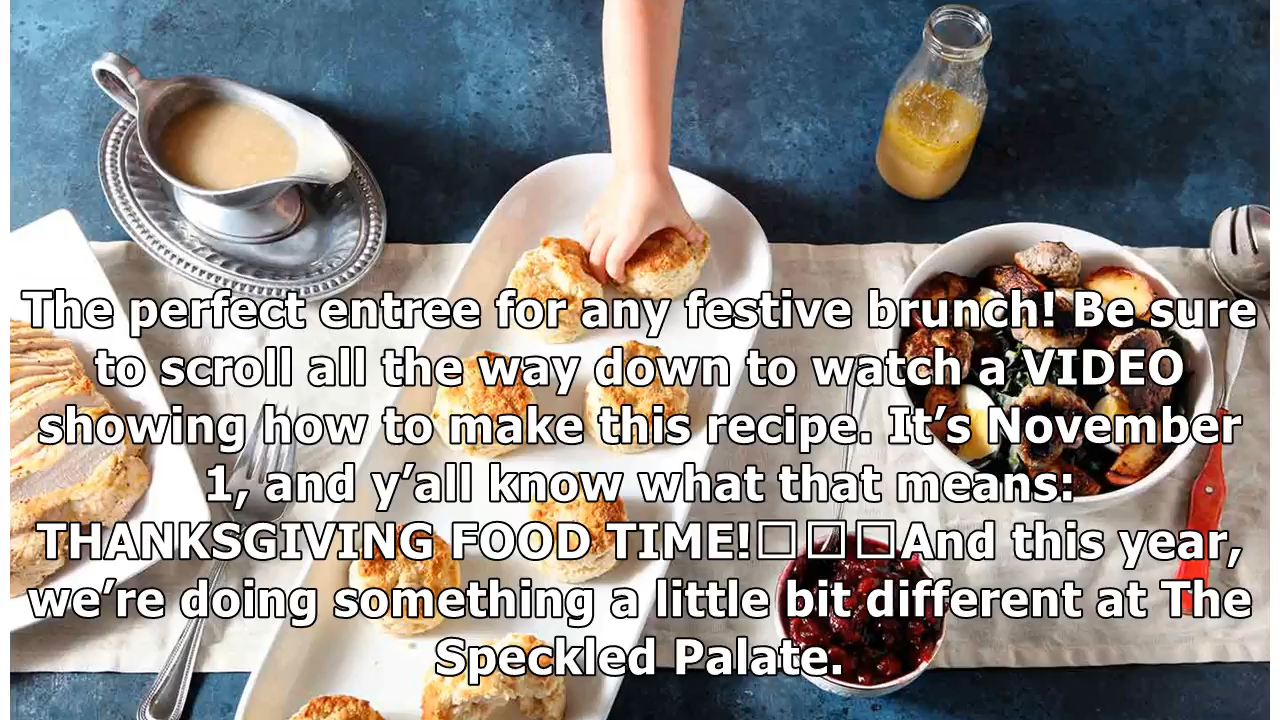 The perfect entree for any festive brunch! Be sure
to scroll all the way down to watch a VIDEO
showing how to make this recipe. It’s November
1, and y’all know what that means:
THANKSGIVING FOOD TIME!□□□And this year,
we’re doing something a little bit different at The
Speckled Palate.